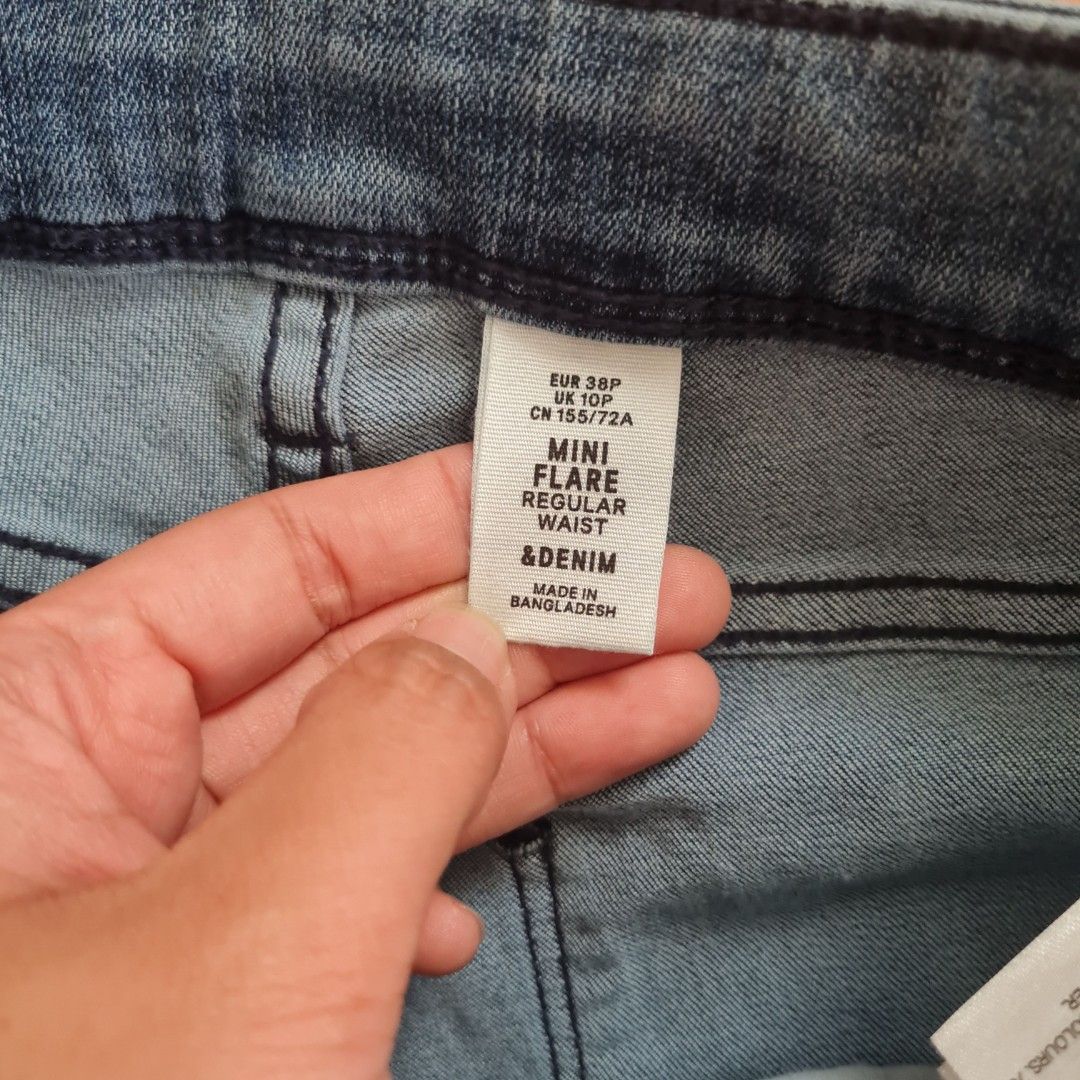 EUR 38P
UK 10P
CN 155/72A
MINI
FLARE
REGULAR
WAIST
&DENIM
MADE IN
BANGLADESH